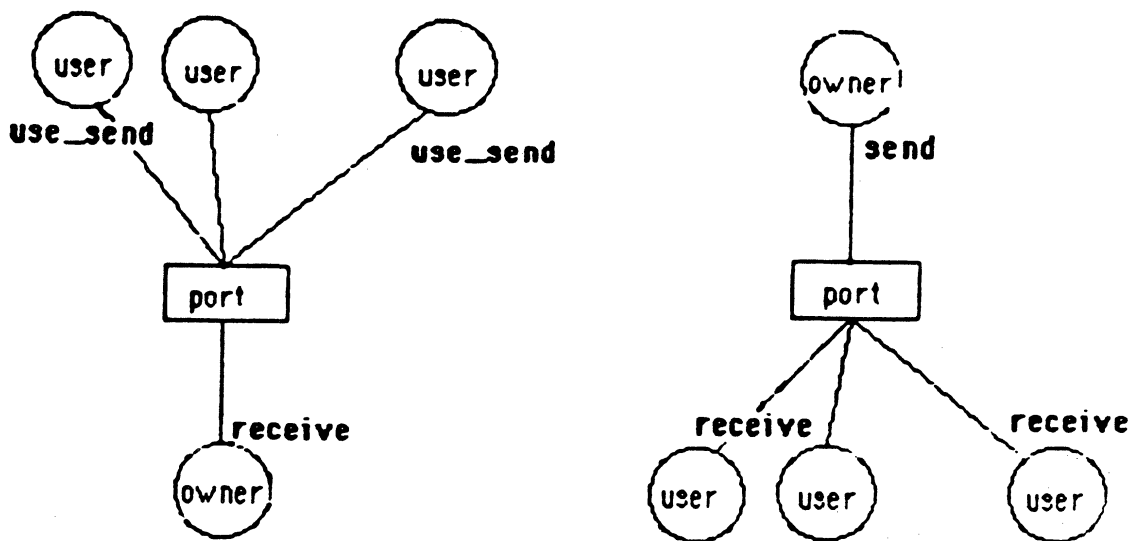 user
user
user
use_send
use_send
port
receive
owner
owner
send
port
receive
receive
user
user
user